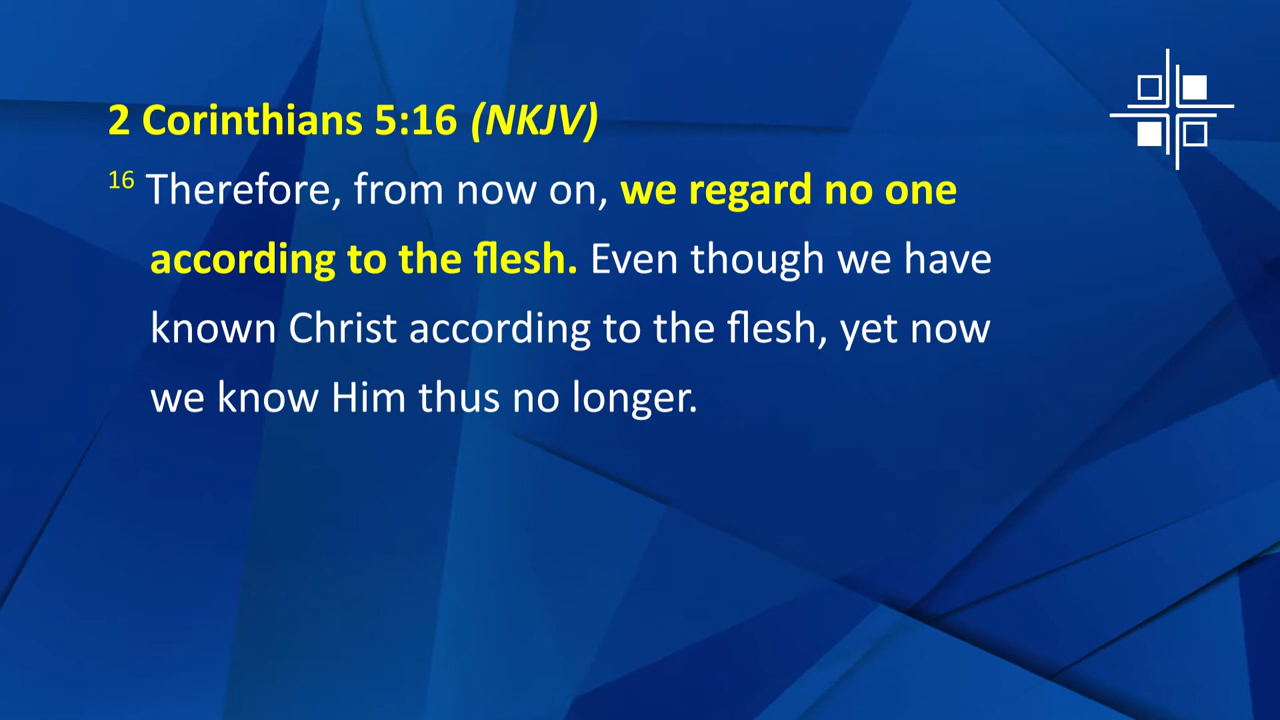 2 Corinthians 5:16 (NKJV)
16 Therefore, from now on, we regard no one
according to the flesh. Even though we have
known Christ according to the flesh, yet now
we know Him thus no longer.